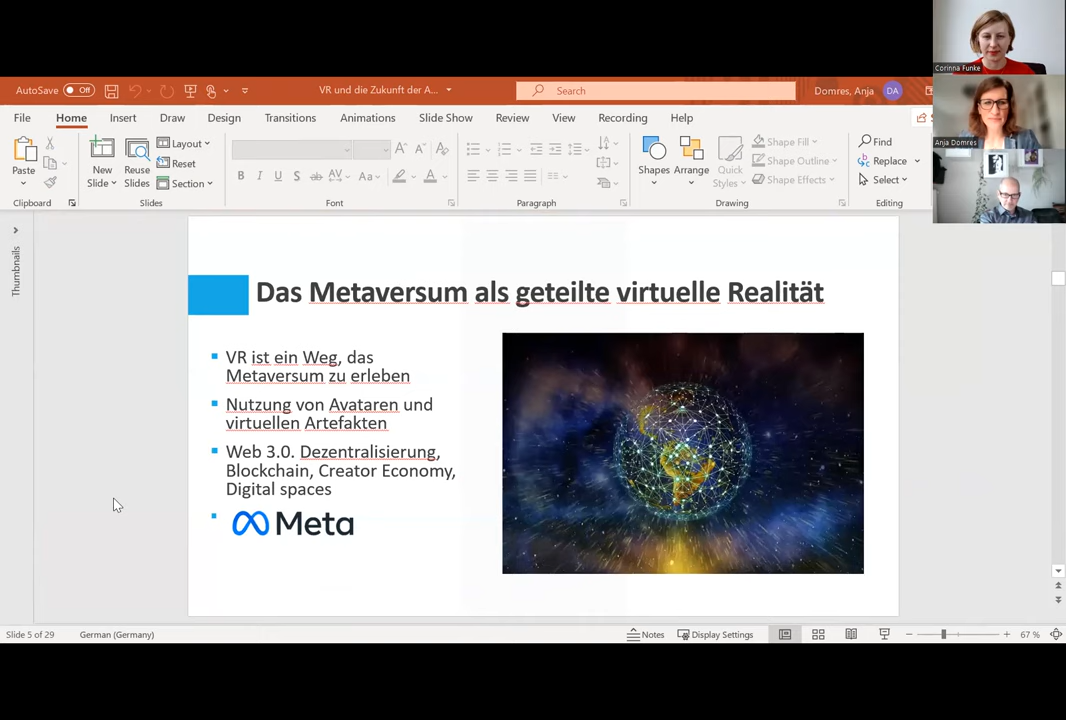 Corinna Funke
AutoSave Off
VR und die Zukunft der A...
Search
Domres, Anja DA
Anja Domres
File Home Insert Draw Design Transitions Animations Slide Show Review View Recording Help
Paste
New Slide
Reuse Slides
Layout
Reset
Section
B I U S ab AV Aa A
Shapes
Arrange
Quick Styles
Shape Fill
Shape Outline
Shape Effects
Find
Replace
Select
Clipboard Slides Font Paragraph Drawing Editing
Thumbnails
Das Metaversum als geteilte virtuelle Realität
VR ist ein Weg, das
Metaversum zu erleben
Nutzung von Avataren und
virtuellen Artefakten
Web 3.0. Dezentralisierung,
Blockchain, Creator Economy,
Digital spaces
Meta
Slide 5 of 29 German (Germany) Notes Display Settings 67 %